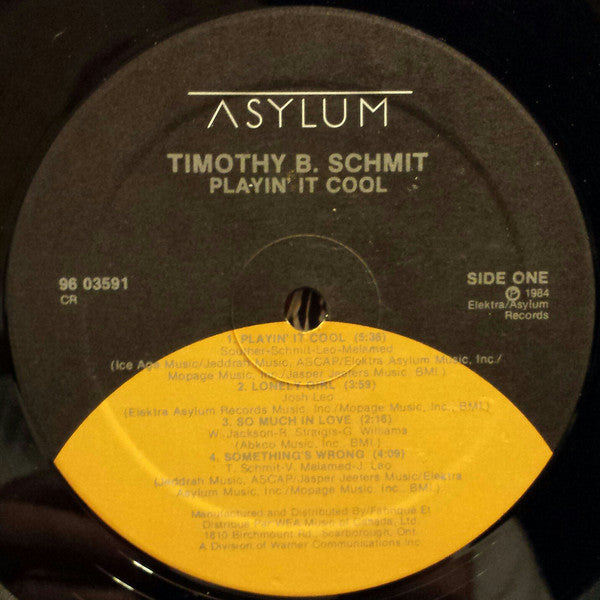 ASYLUM
TIMOTHY B. SCHMIT
PLAYIN' IT COOL
96 03591
CR
SIDE ONE
℗ 1984
Elektra/Asylum
Records
1. PLAYIN' IT COOL (5:36)
Souther-Schmit-Leo-Melamed
(Ice Age Music/Jeddrah Music, ASCAP/Elektra Asylum Music, Inc./
Mopage Music, Inc./Jasper Jeeters Music, BMI)
2. LONELY GIRL (3:59)
Josh Leo
(Elektra Asylum Records Music, Inc./Mopage Music, Inc., BMI.)
3. SO MUCH IN LOVE (2:16)
W. Jackson-R. Straigis-G. Williams
(Abkco Music, Inc., BMI.)
4. SOMETHING'S WRONG (4:09)
T. Schmit-V. Melamed-J. Leo
(Jeddrah Music, ASCAP/Jasper Jeeters Music/Elektra
Asylum Music, Inc./Mopage Music, Inc., BMI.)
Manufactured and Distributed By/Fabriqué Et
Distribué Par WEA Music of Canada, Ltd.
1810 Birchmount Rd., Scarborough, Ont.
A Division of Warner Communications Inc.